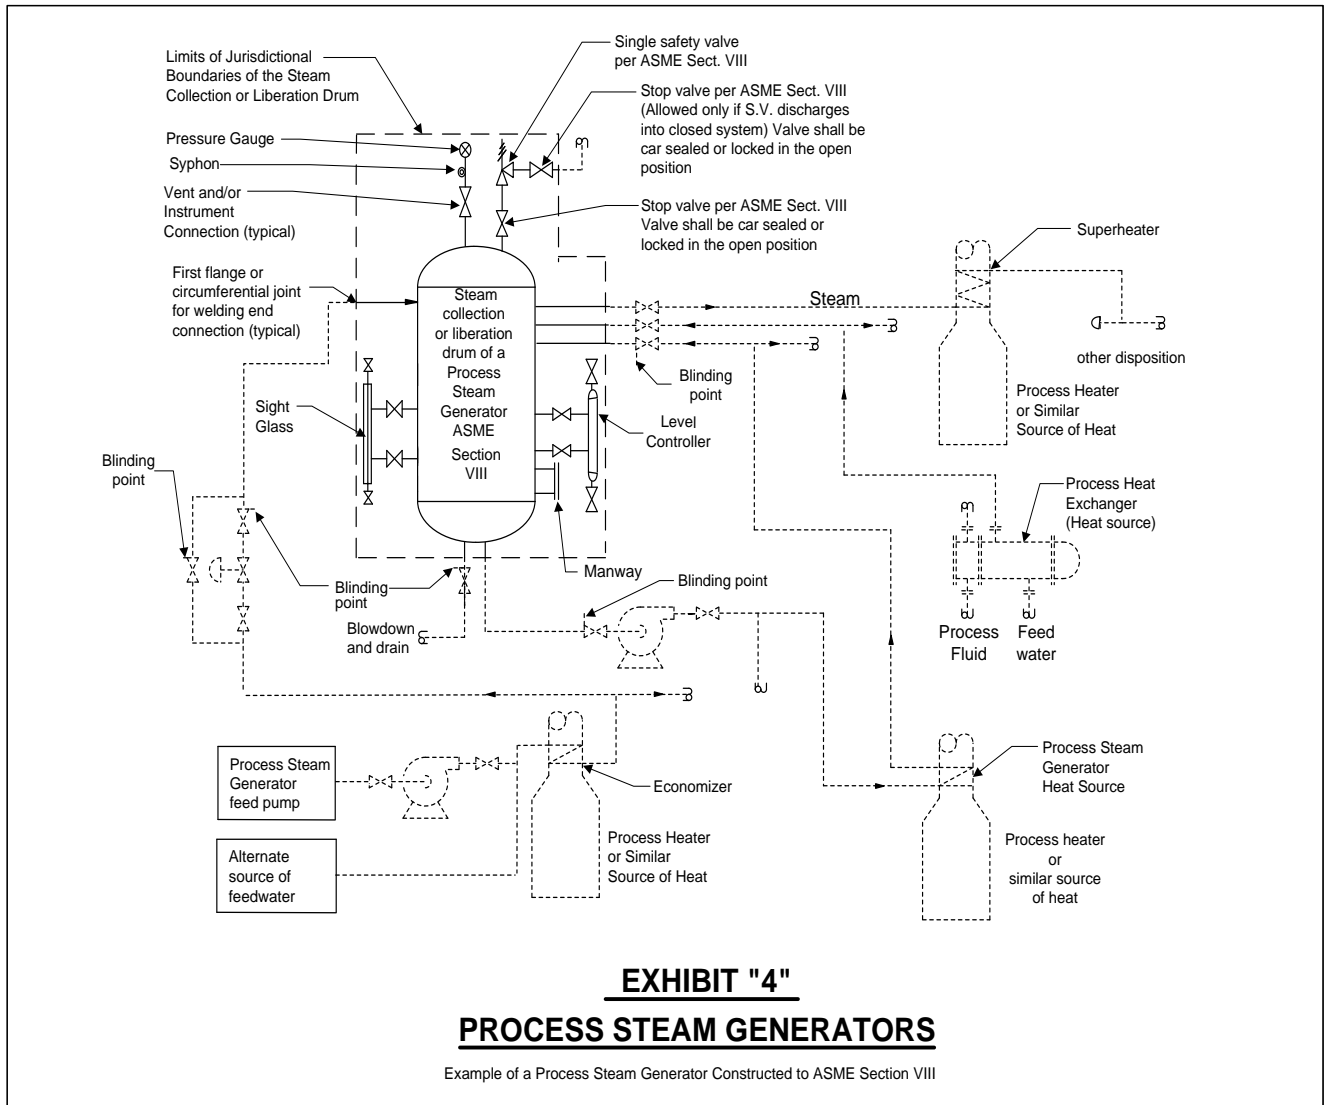 Limits of Jurisdictional
Boundaries of the Steam
Collection or Liberation Drum
Single safety valve
per ASME Sect. VIII
Stop valve per ASME Sect. VIII
(Allowed only if S.V. discharges
into closed system) Valve shall be
car sealed or locked in the open
position
Pressure Gauge
Syphon
Vent and/or
Instrument
Connection (typical)
Stop valve per ASME Sect. VIII
Valve shall be car sealed or
locked in the open position
Superheater
First flange or
circumferential joint
for welding end
connection (typical)
Steam
collection
or liberation
drum of a
Process
Steam
Generator
ASME
Section
VIII
Steam
other disposition
Blinding
point
Process Heater
or Similar
Source of Heat
Sight
Glass
Level
Controller
Blinding
point
Process Heat
Exchanger
(Heat source)
Blinding
point
Manway
Blinding point
Blowdown
and drain
Process
Fluid
Feed
water
Process Steam
Generator
feed pump
Economizer
Process Steam
Generator
Heat Source
Alternate
source of
feedwater
Process Heater
or Similar
Source of Heat
Process heater
or
similar source
of heat
EXHIBIT "4"
PROCESS STEAM GENERATORS
Example of a Process Steam Generator Constructed to ASME Section VIII